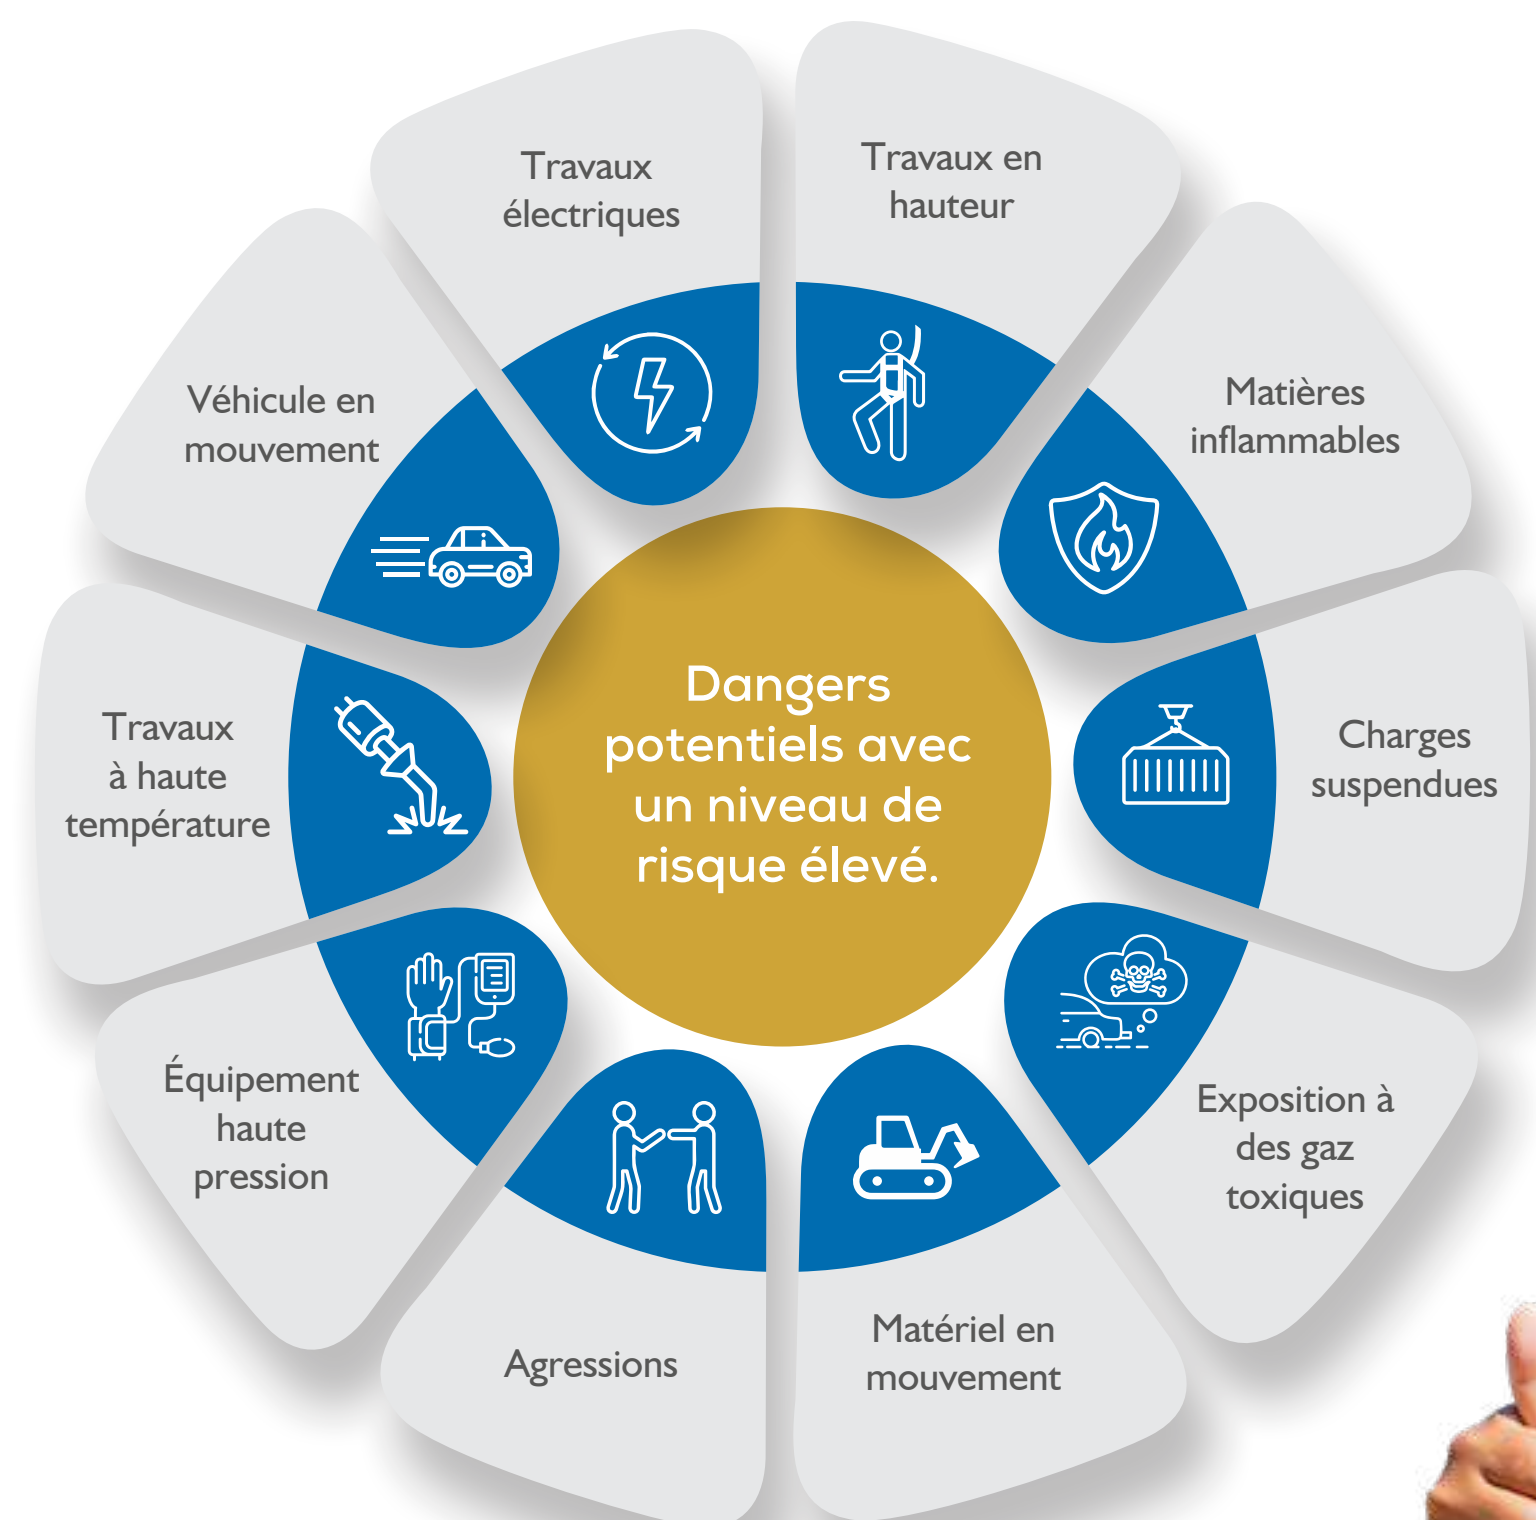 Travaux
électriques
Travaux en
hauteur
Matières
inflammables
Charges
suspendues
Exposition à
des gaz
toxiques
Matériel en
mouvement
Agressions
Équipement
haute
pression
Travaux
à haute
température
Véhicule en
mouvement
Dangers
potentiels avec
un niveau de
risque élevé.